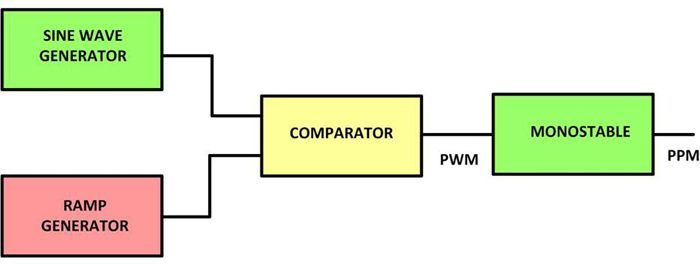 SINE WAVE
GENERATOR
RAMP
GENERATOR
COMPARATOR
PWM
MONOSTABLE
PPM